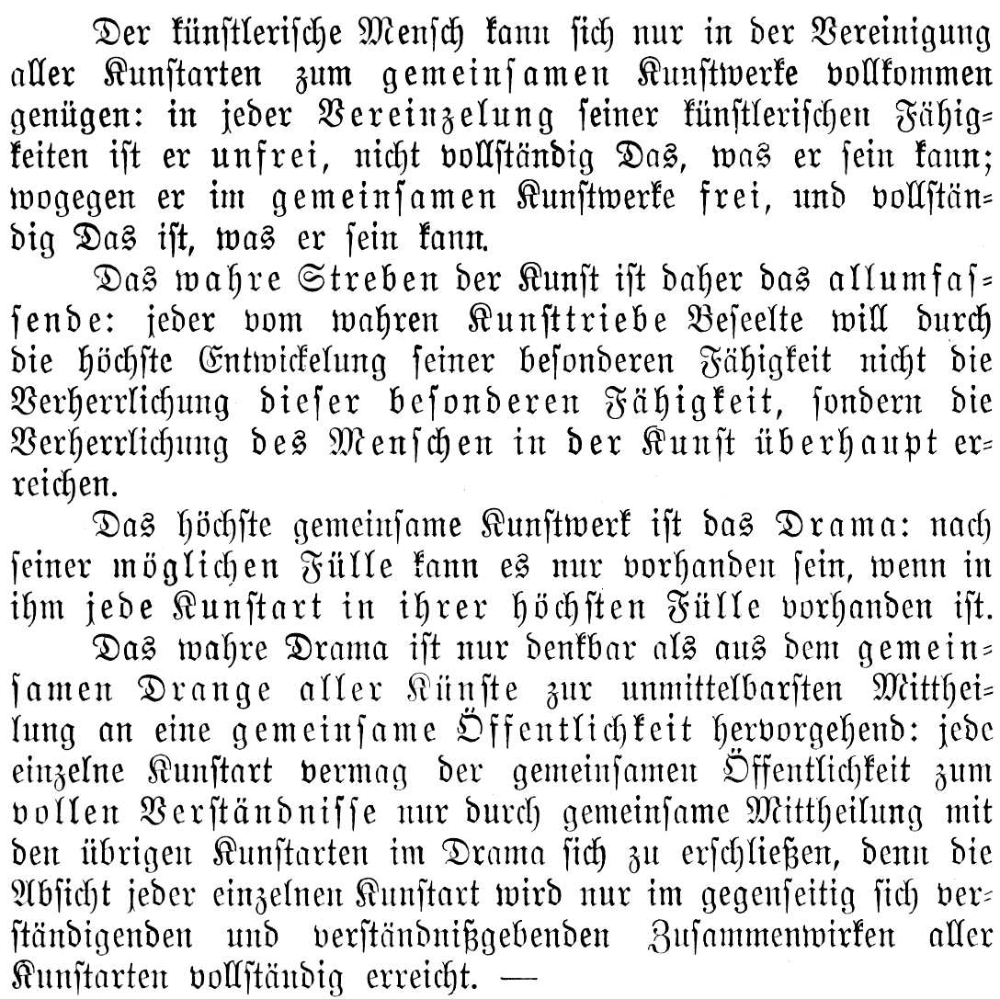 Der künſtleriſche Menſch kann ſich nur in der Vereinigung
aller Kunſtarten zum gemeinſamen Kunſtwerke vollkommen
genügen: in jeder Vereinzelung ſeiner künſtleriſchen Fähig⸗
keiten iſt er unfrei, nicht vollſtändig Das, was er ſein kann;
wogegen er im gemeinſamen Kunſtwerke frei, und vollſtän⸗
dig Das iſt, was er ſein kann.
Das wahre Streben der Kunſt iſt daher das allumfaſ⸗
ſende: jeder vom wahren Kunſttriebe Beſeelte will durch
die höchſte Entwickelung ſeiner beſonderen Fähigkeit nicht die
Verherrlichung dieſer beſonderen Fähigkeit, ſondern die
Verherrlichung des Menſchen in der Kunſt überhaupt er⸗
reichen.
Das höchſte gemeinſame Kunſtwerk iſt das Drama: nach
ſeiner möglichen Fülle kann es nur vorhanden ſein, wenn in
ihm jede Kunſtart in ihrer höchſten Fülle vorhanden iſt.
Das wahre Drama iſt nur denkbar als aus dem gemein⸗
ſamen Drange aller Künſte zur unmittelbarſten Mitthei⸗
lung an eine gemeinſame Öffentlichkeit hervorgehend: jede
einzelne Kunſtart vermag der gemeinſamen Öffentlichkeit zum
vollen Verſtändniſſe nur durch gemeinſame Mittheilung mit
den übrigen Kunſtarten im Drama ſich zu erſchließen, denn die
Abſicht jeder einzelnen Kunſtart wird nur im gegenſeitig ſich ver⸗
ſtändigenden und verſtändnißgebenden Zuſammenwirken aller
Kunſtarten vollſtändig erreicht. —